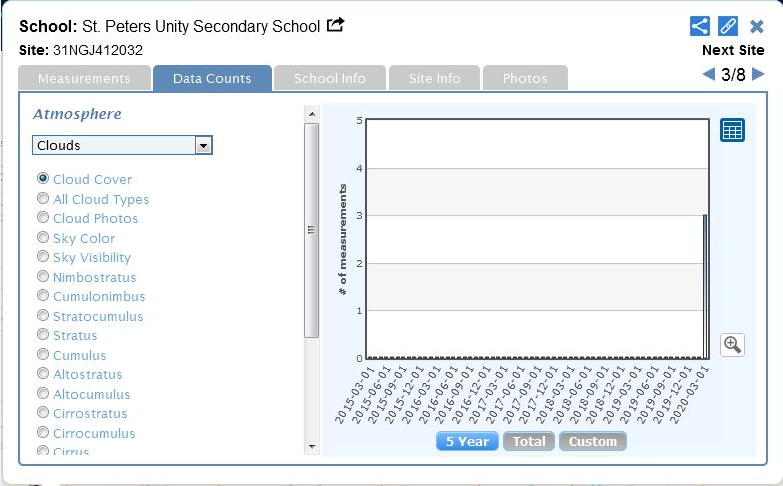 School: St. Peters Unity Secondary School
Site: 31NGJ412032
Next Site
3/8
Measurements Data Counts School Info Site Info Photos
Atmosphere
Clouds
Cloud Cover
All Cloud Types
Cloud Photos
Sky Color
Sky Visibility
Nimbostratus
Cumulonimbus
Stratocumulus
Stratus
Cumulus
Altostratus
Altocumulus
Cirrostratus
Cirrocumulus
Cirrus
# of measurements
5
4
3
2
1
0
2015-03-01
2015-06-01
2015-09-01
2015-12-01
2016-03-01
2016-06-01
2016-09-01
2016-12-01
2017-03-01
2017-06-01
2017-09-01
2017-12-01
2018-03-01
2018-06-01
2018-09-01
2018-12-01
2019-03-01
2019-06-01
2019-09-01
2019-12-01
2020-03-01
5 Year Total Custom